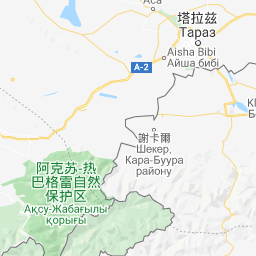 Аса
塔拉兹
Тараз
Aisha Bibi
Айша бибі
A-2
謝卡爾
Шекер,
Кара-Буура
району
阿克苏-热
巴格雷自然
保护区
Ақсу-Жабағылы
қорығы